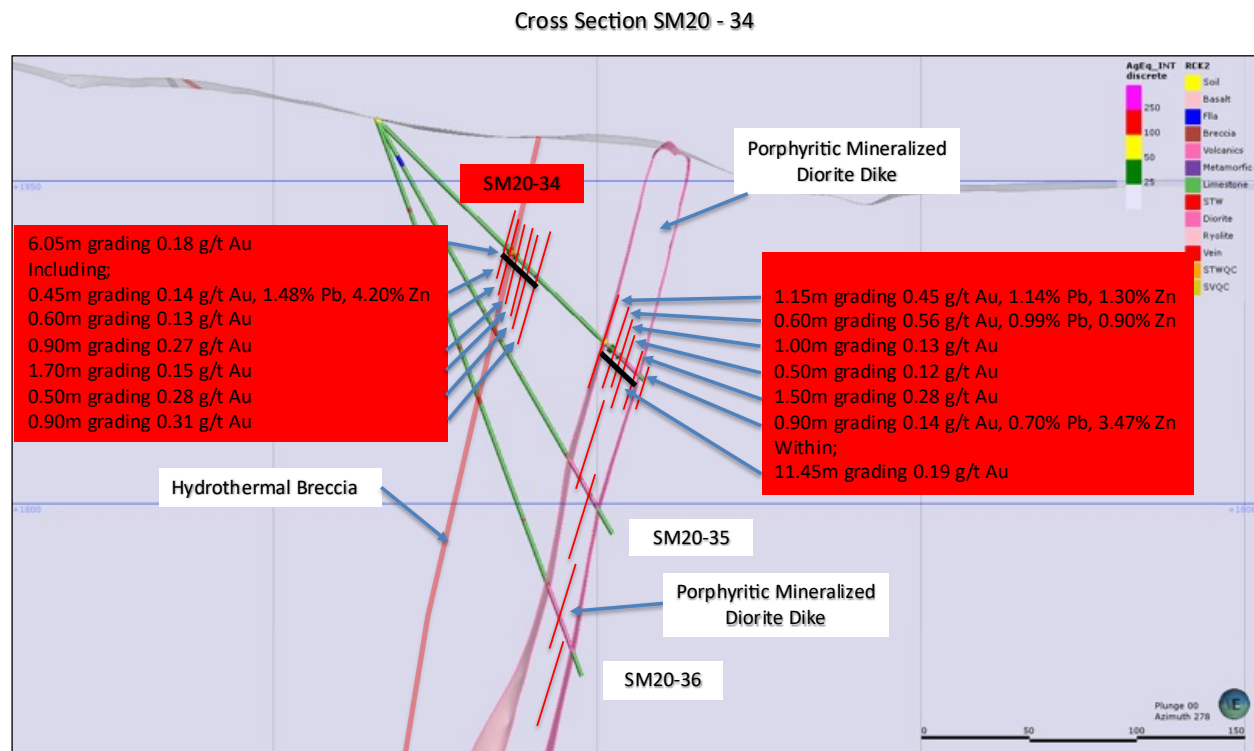 Cross Section SM20 - 34
AgEq_INT
discrete
250
100
50
25
RCK2
Soil
Basalt
Flla
Breccia
Volcanics
Metamorfic
Limestone
STW
Diorite
Ryolite
Vein
STWQC
SVQC
Porphyritic Mineralized
Diorite Dike
+1950
SM20-34
6.05m grading 0.18 g/t Au
Including;
0.45m grading 0.14 g/t Au, 1.48% Pb, 4.20% Zn
0.60m grading 0.13 g/t Au
0.90m grading 0.27 g/t Au
1.70m grading 0.15 g/t Au
0.50m grading 0.28 g/t Au
0.90m grading 0.31 g/t Au
1.15m grading 0.45 g/t Au, 1.14% Pb, 1.30% Zn
0.60m grading 0.56 g/t Au, 0.99% Pb, 0.90% Zn
1.00m grading 0.13 g/t Au
0.50m grading 0.12 g/t Au
1.50m grading 0.28 g/t Au
0.90m grading 0.14 g/t Au, 0.70% Pb, 3.47% Zn
Within;
11.45m grading 0.19 g/t Au
Hydrothermal Breccia
+1800
+1800
SM20-35
Porphyritic Mineralized
Diorite Dike
SM20-36
Plunge 00
Azimuth 278
E
0
50
100
150